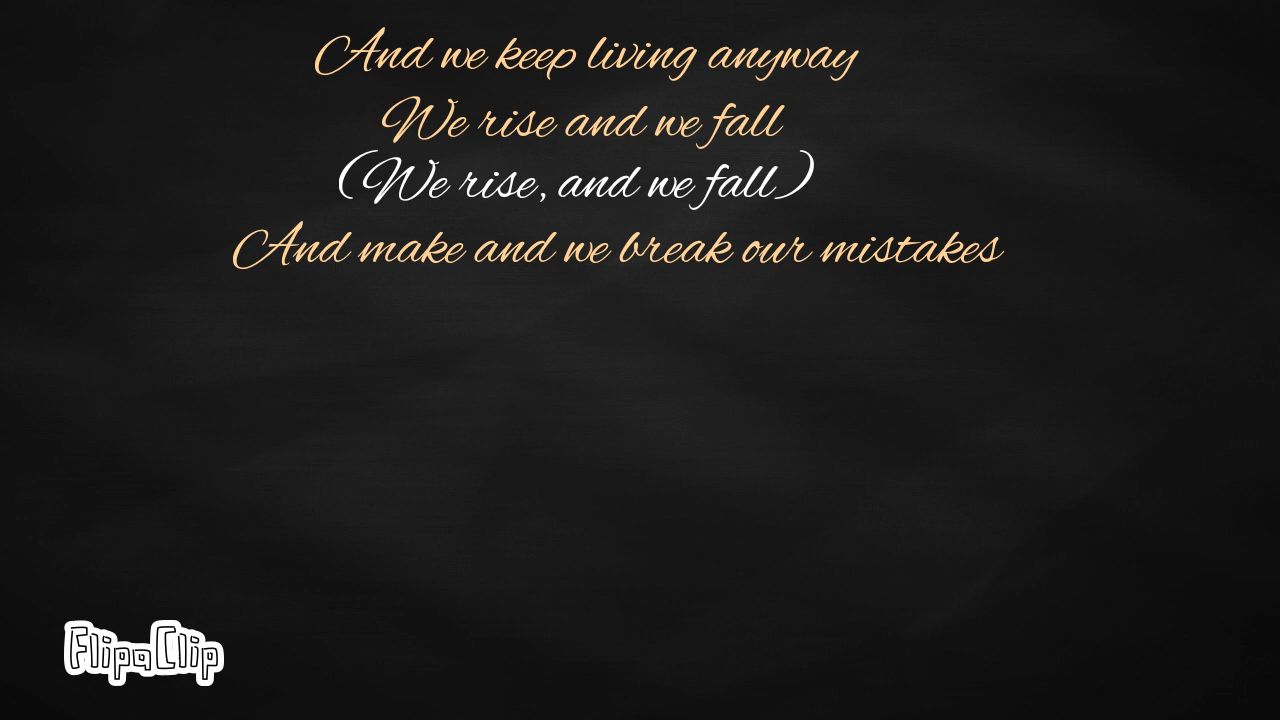 And we keep living anyway
We rise and we fall
(We rise, and we fall)
And make and we break our mistakes
FlipaClip